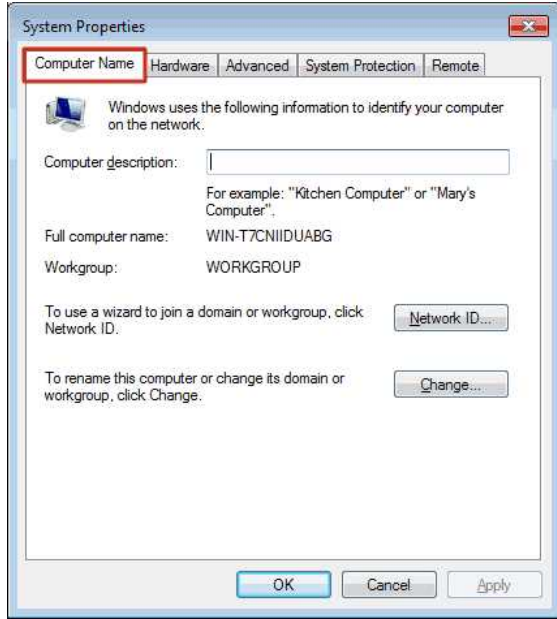 System Properties
Computer Name Hardware Advanced System Protection Remote
Windows uses the following information to identify your computer
on the network.
Computer description:
For example: "Kitchen Computer" or "Mary's
Computer".
Full computer name: WIN-T7CNIIDUABG
Workgroup: WORKGROUP
To use a wizard to join a domain or workgroup, click
Network ID.
Network ID...
To rename this computer or change its domain or
workgroup, click Change.
Change...
OK Cancel Apply